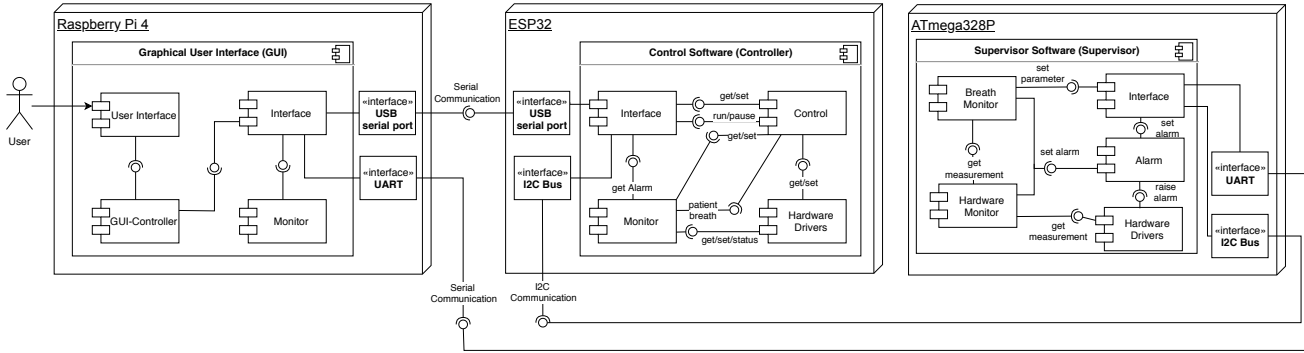 Raspberry Pi 4
Graphical User Interface (GUI)
User
User Interface
Interface
GUI-Controller
Monitor
«interface»
USB
serial port
«interface»
UART
Serial
Communication
ESP32
Control Software (Controller)
«interface»
USB
serial port
«interface»
I2C Bus
Interface
get/set
run/pause
get/set
Control
get Alarm
get/set
patient
breath
Monitor
get/set/status
Hardware
Drivers
Serial
Communication
I2C
Communication
ATmega328P
Supervisor Software (Supervisor)
set
parameter
Breath
Monitor
Interface
set
alarm
get
measurement
set alarm
Alarm
raise
alarm
Hardware
Monitor
get
measurement
Hardware
Drivers
«interface»
UART
«interface»
I2C Bus